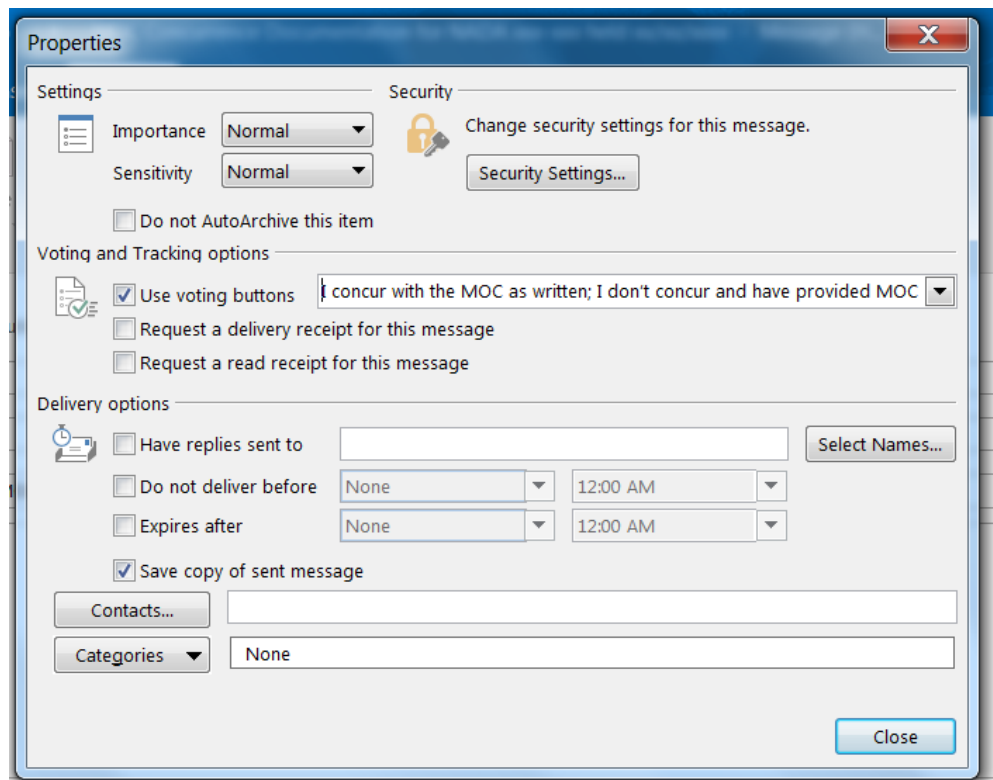 Properties
Settings Security
Importance Normal Change security settings for this message.
Sensitivity Normal Security Settings...
Do not AutoArchive this item
Voting and Tracking options
Use voting buttons I concur with the MOC as written; I don't concur and have provided MOC
Request a delivery receipt for this message
Request a read receipt for this message
Delivery options
Have replies sent to Select Names...
Do not deliver before None 12:00 AM
Expires after None 12:00 AM
Save copy of sent message
Contacts...
Categories None
Close